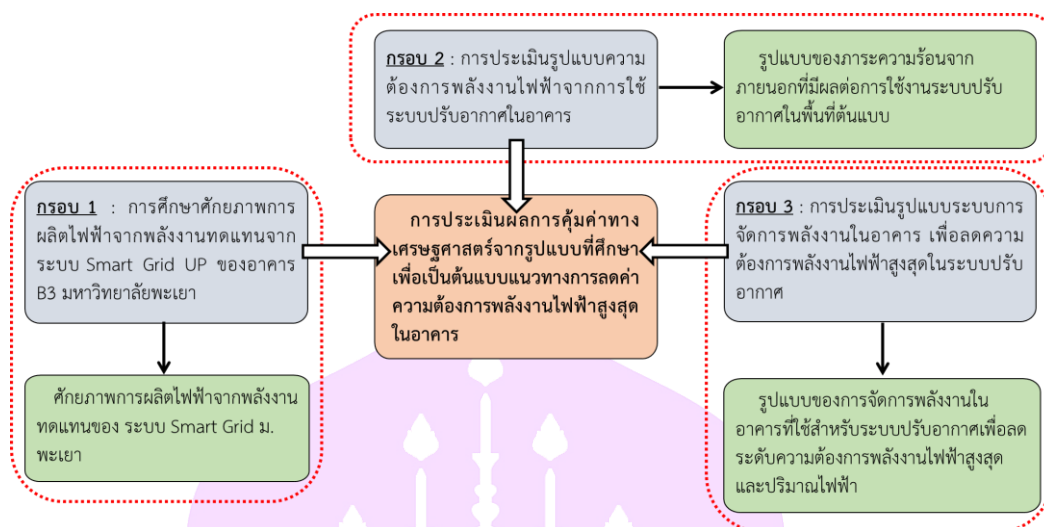 กรอบ 2 : การประเมินรูปแบบความ
ต้องการพลังงานไฟฟ้าจากการใช้
ระบบปรับอากาศในอาคาร
รูปแบบของภาระความร้อนจาก
ภายนอกที่มีผลต่อการใช้งานระบบปรับ
อากาศในพื้นที่ต้นแบบ
กรอบ 1 : การศึกษาศักยภาพการ
ผลิตไฟฟ้าจากพลังงานทดแทนจาก
ระบบ Smart Grid UP ของอาคาร
B3 มหาวิทยาลัยพะเยา
การประเมินผลการคุ้มค่าทาง
เศรษฐศาสตร์จากรูปแบบที่ศึกษา
เพื่อเป็นต้นแบบแนวทางการลดค่า
ความต้องการพลังงานไฟฟ้าสูงสุด
ในอาคาร
กรอบ 3 : การประเมินรูปแบบระบบการ
จัดการพลังงานในอาคาร เพื่อลดความ
ต้องการพลังงานไฟฟ้าสูงสุดในระบบปรับ
อากาศ
ศักยภาพการผลิตไฟฟ้าจากพลังงาน
ทดแทนของ ระบบ Smart Grid ม.
พะเยา
รูปแบบของการจัดการพลังงานใน
อาคารที่ใช้สำหรับระบบปรับอากาศเพื่อลด
ระดับความต้องการพลังงานไฟฟ้าสูงสุด
และปริมาณไฟฟ้า